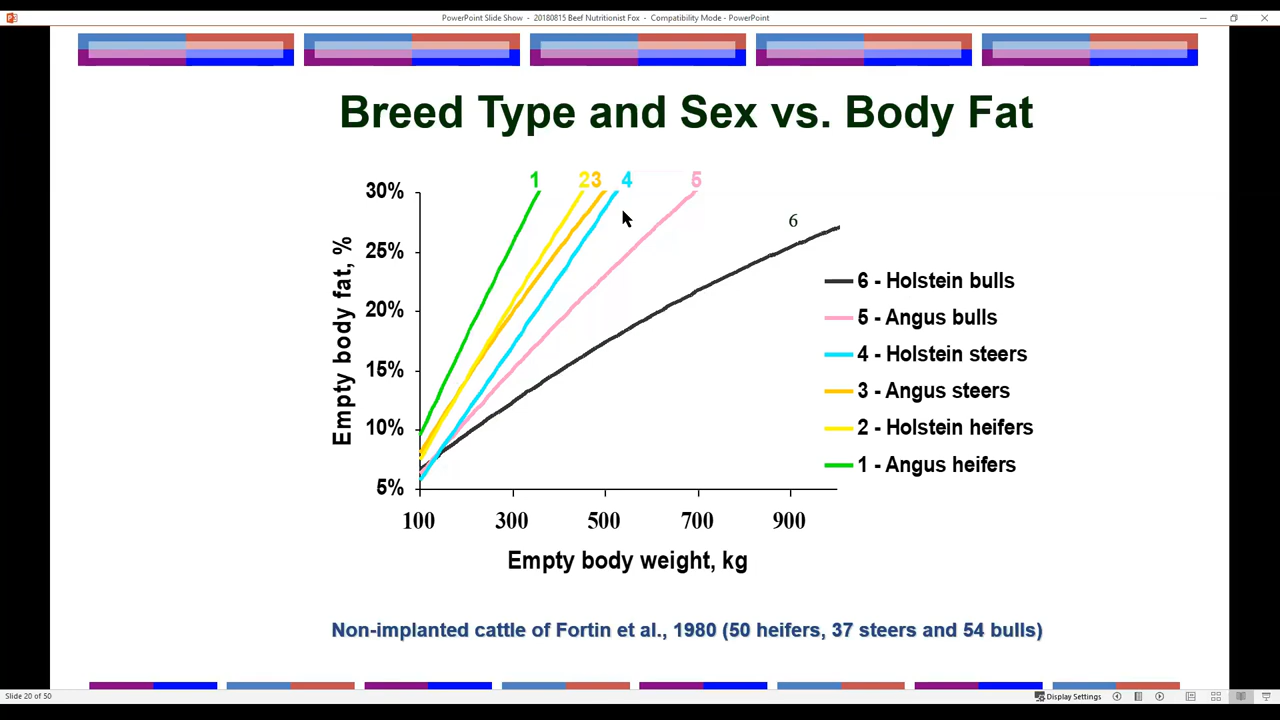 PowerPoint Slide Show - 20180815 Beef Nutritionist Fox - Compatibility Mode - PowerPoint
Breed Type and Sex vs. Body Fat
1 2 3 4 5
6
30%
25%
20%
15%
10%
5%
Empty body fat, %
100 300 500 700 900
Empty body weight, kg
6 - Holstein bulls
5 - Angus bulls
4 - Holstein steers
3 - Angus steers
2 - Holstein heifers
1 - Angus heifers
Non-implanted cattle of Fortin et al., 1980 (50 heifers, 37 steers and 54 bulls)
Slide 20 of 50
Display Settings